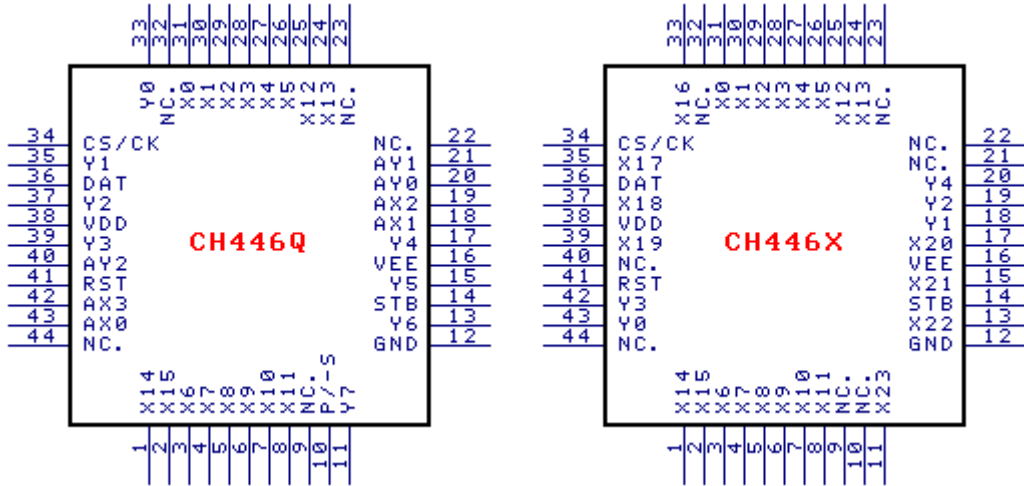 33 32 31 30 29 28 27 26 25 24 23
Y0 NC. X0 X1 X2 X3 X4 X5 X12 X13 NC.
34 CS/CK NC. 22
35 Y1 AY1 21
36 DAT AY0 20
37 Y2 AX2 19
38 VDD AX1 18
39 Y3 CH446Q Y4 17
40 AY2 VEE 16
41 RST Y5 15
42 AX3 STB 14
43 AX0 Y6 13
44 NC. GND 12
X14 X15 X6 X7 X8 X9 X10 X11 NC. P/-S Y7
1 2 3 4 5 6 7 8 9 10 11
33 32 31 30 29 28 27 26 25 24 23
X16 NC. X0 X1 X2 X3 X4 X5 X12 X13 NC.
34 CS/CK NC. 22
35 X17 NC. 21
36 DAT Y4 20
37 X18 Y2 19
38 VDD Y1 18
39 X19 CH446X X20 17
40 NC. VEE 16
41 RST X21 15
42 Y3 STB 14
43 Y0 X22 13
44 NC. GND 12
X14 X15 X6 X7 X8 X9 X10 X11 NC. NC. X23
1 2 3 4 5 6 7 8 9 10 11